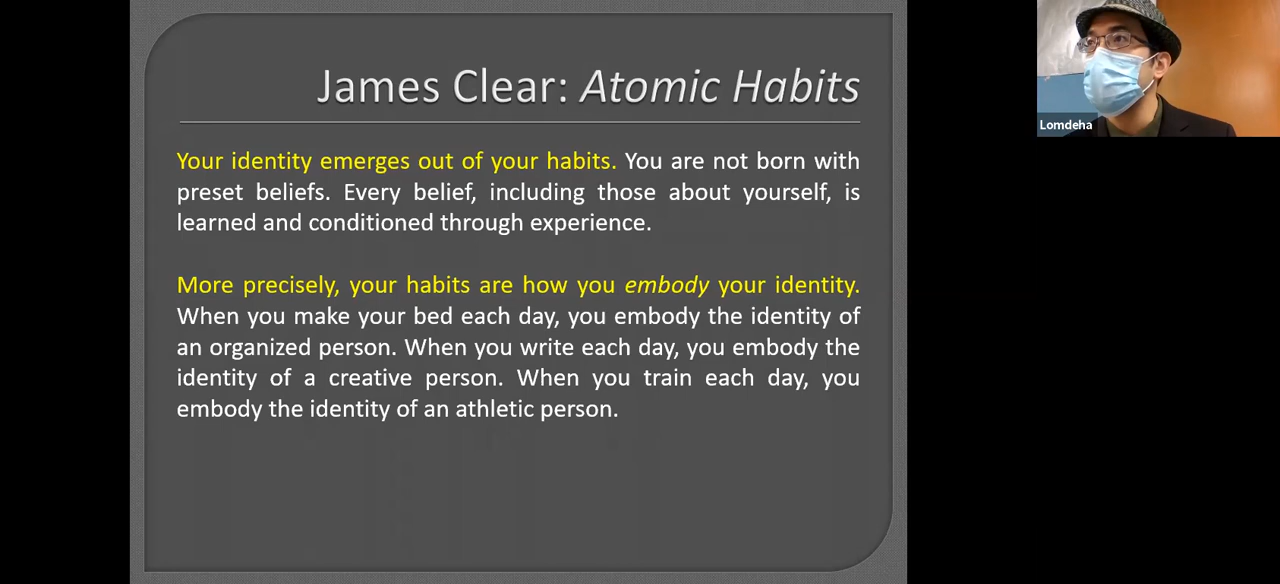 James Clear: Atomic Habits
Your identity emerges out of your habits. You are not born with
preset beliefs. Every belief, including those about yourself, is
learned and conditioned through experience.
More precisely, your habits are how you embody your identity.
When you make your bed each day, you embody the identity of
an organized person. When you write each day, you embody the
identity of a creative person. When you train each day, you
embody the identity of an athletic person.
Lomdeha